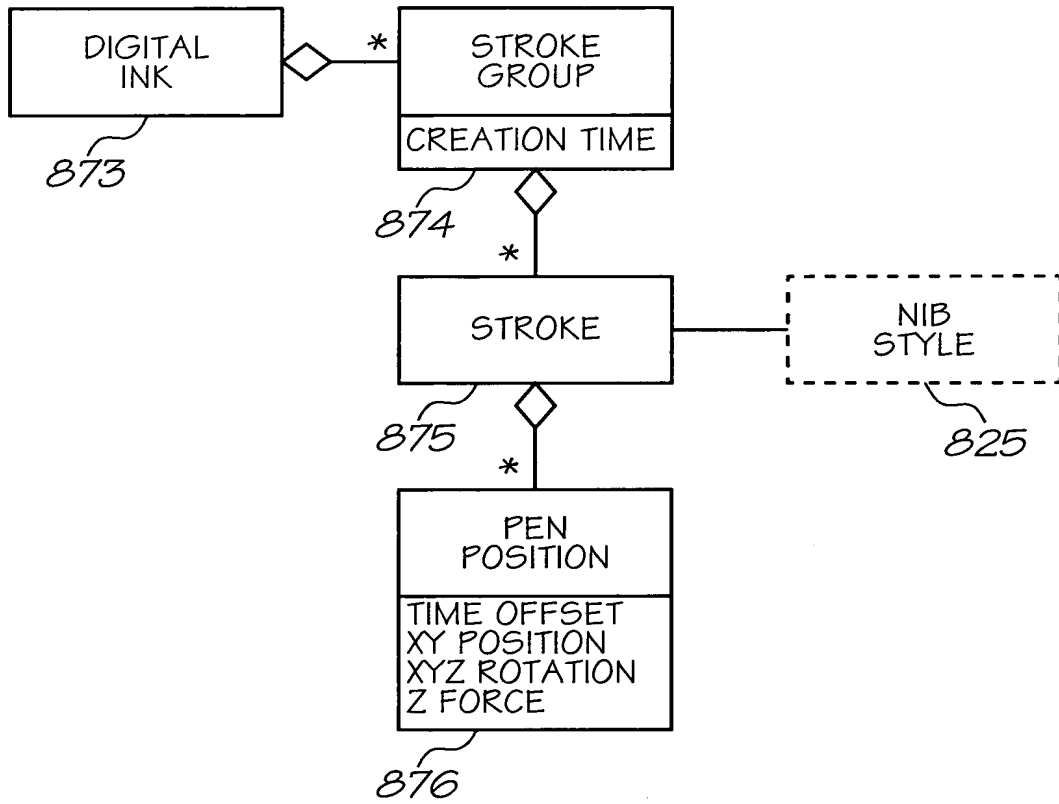 DIGITAL
INK
*
STROKE
GROUP
CREATION TIME
873
874
*
STROKE
NIB
STYLE
875
825
*
PEN
POSITION
TIME OFFSET
XY POSITION
XYZ ROTATION
Z FORCE
876